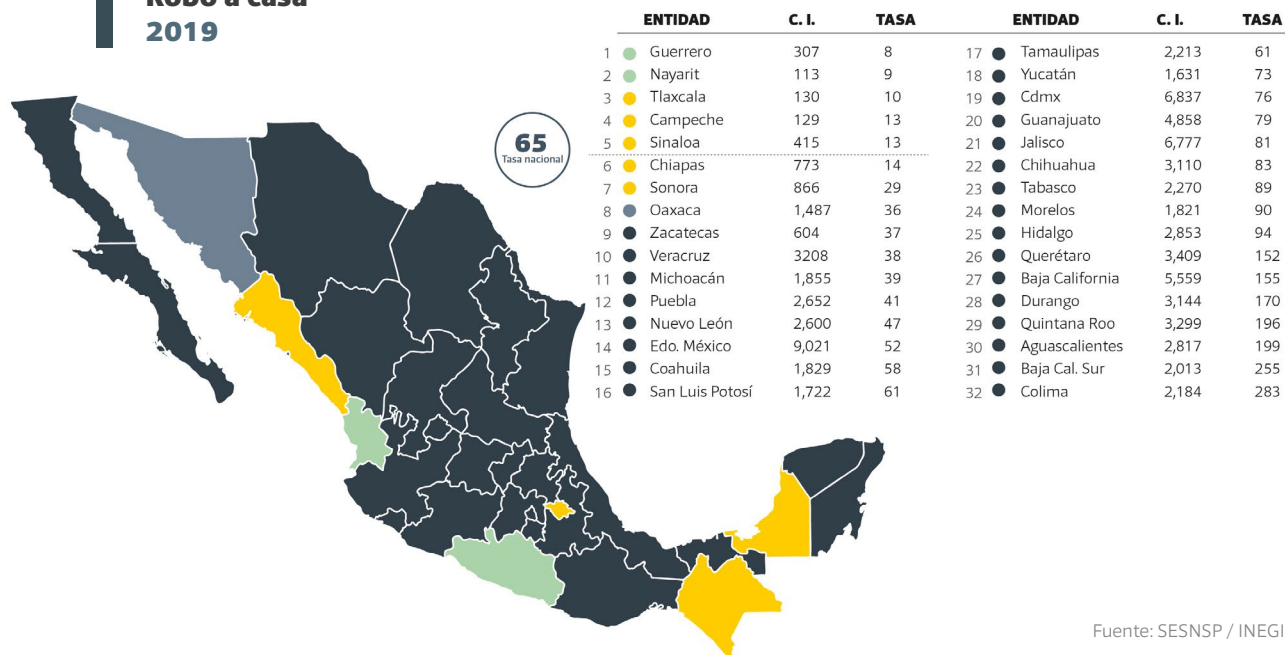 Robo a casa
2019
65
Tasa nacional
ENTIDAD C. I. TASA
1 Guerrero 307 8
2 Nayarit 113 9
3 Tlaxcala 130 10
4 Campeche 129 13
5 Sinaloa 415 13
6 Chiapas 773 14
7 Sonora 866 29
8 Oaxaca 1,487 36
9 Zacatecas 604 37
10 Veracruz 3208 38
11 Michoacán 1,855 39
12 Puebla 2,652 41
13 Nuevo León 2,600 47
14 Edo. México 9,021 52
15 Coahuila 1,829 58
16 San Luis Potosí 1,722 61
ENTIDAD C. I. TASA
17 Tamaulipas 2,213 61
18 Yucatán 1,631 73
19 Cdmx 6,837 76
20 Guanajuato 4,858 79
21 Jalisco 6,777 81
22 Chihuahua 3,110 83
23 Tabasco 2,270 89
24 Morelos 1,821 90
25 Hidalgo 2,853 94
26 Querétaro 3,409 152
27 Baja California 5,559 155
28 Durango 3,144 170
29 Quintana Roo 3,299 196
30 Aguascalientes 2,817 199
31 Baja Cal. Sur 2,013 255
32 Colima 2,184 283
Fuente: SESNSP / INEGI